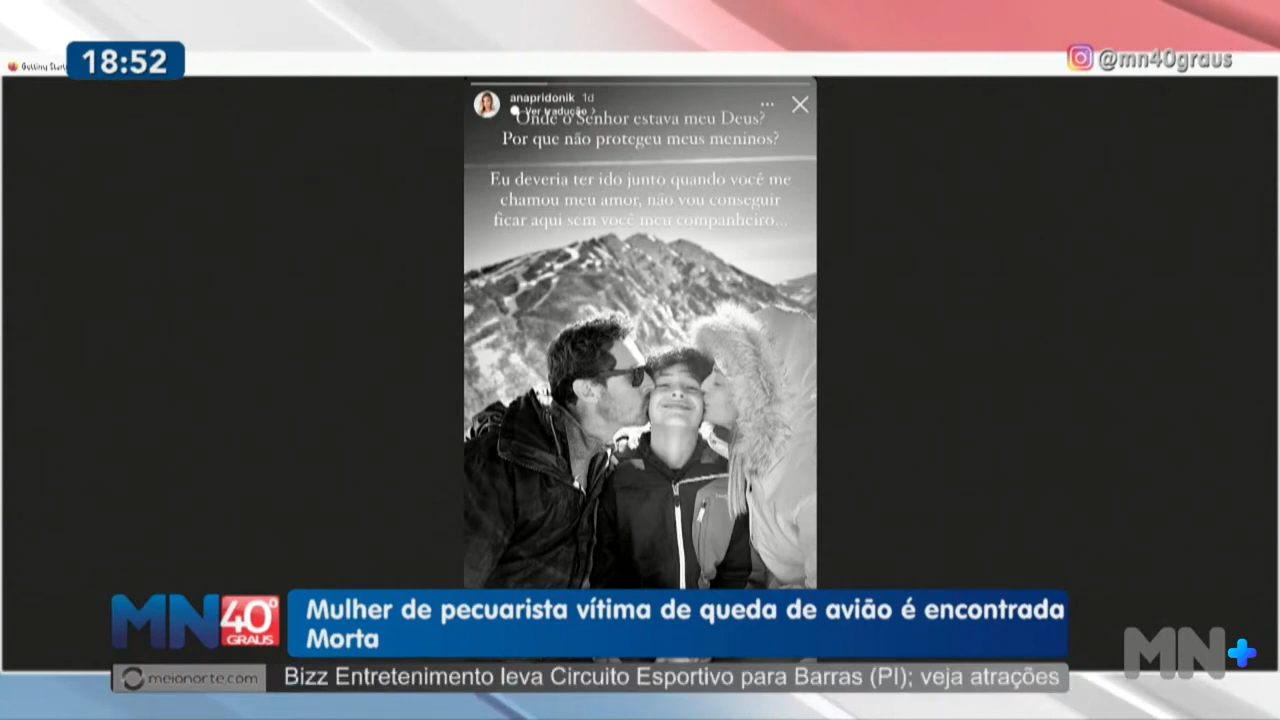 18:52
@mn40graus
anapridonik 1d
Ver tradução >
Onde o Senhor estava meu Deus?
Por que não protegeu meus meninos?
Eu deveria ter ido junto quando você me
chamou meu amor, não vou conseguir
ficar aqui sem você meu companheiro...
MN 40°
GRAUS
Mulher de pecuarista vítima de queda de avião é encontrada
Morta
MN+
meionorte.com
Bizz Entretenimento leva Circuito Esportivo para Barras (PI); veja atrações